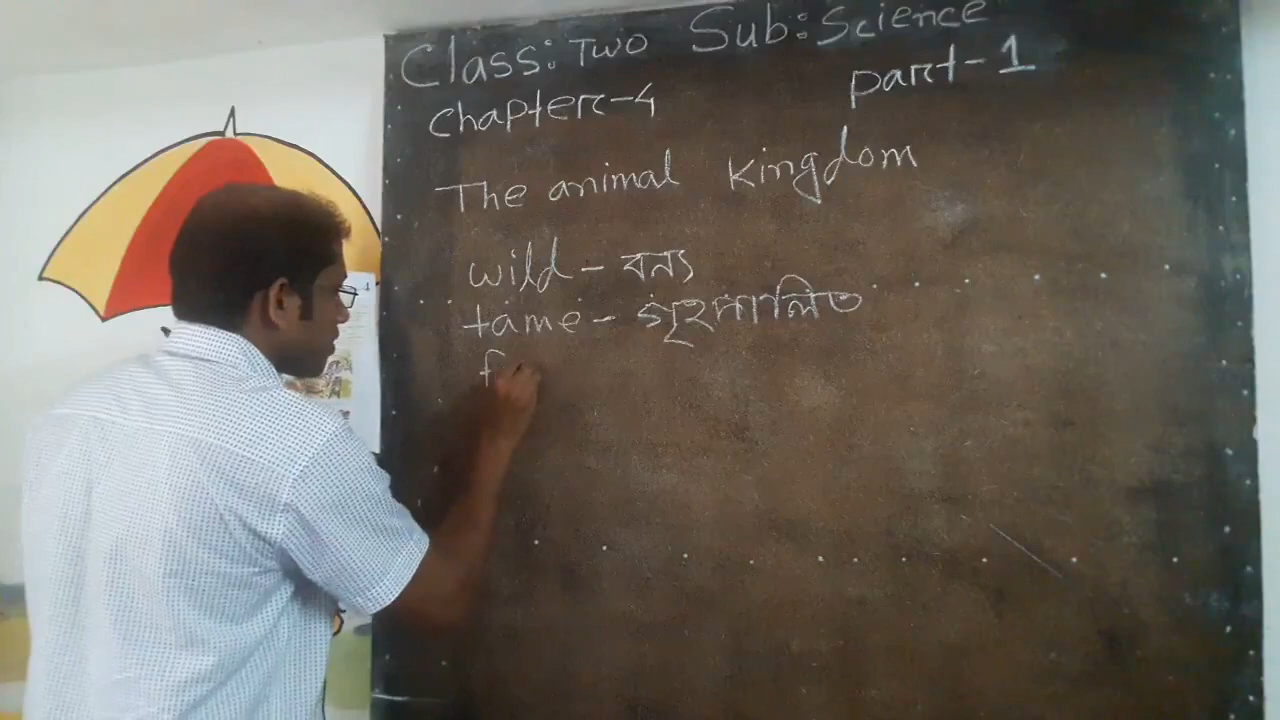 Class: Two Sub: Science
Chapter-4 part-1
The animal Kingdom
wild - বন্য
tame - গৃহপালিত
f